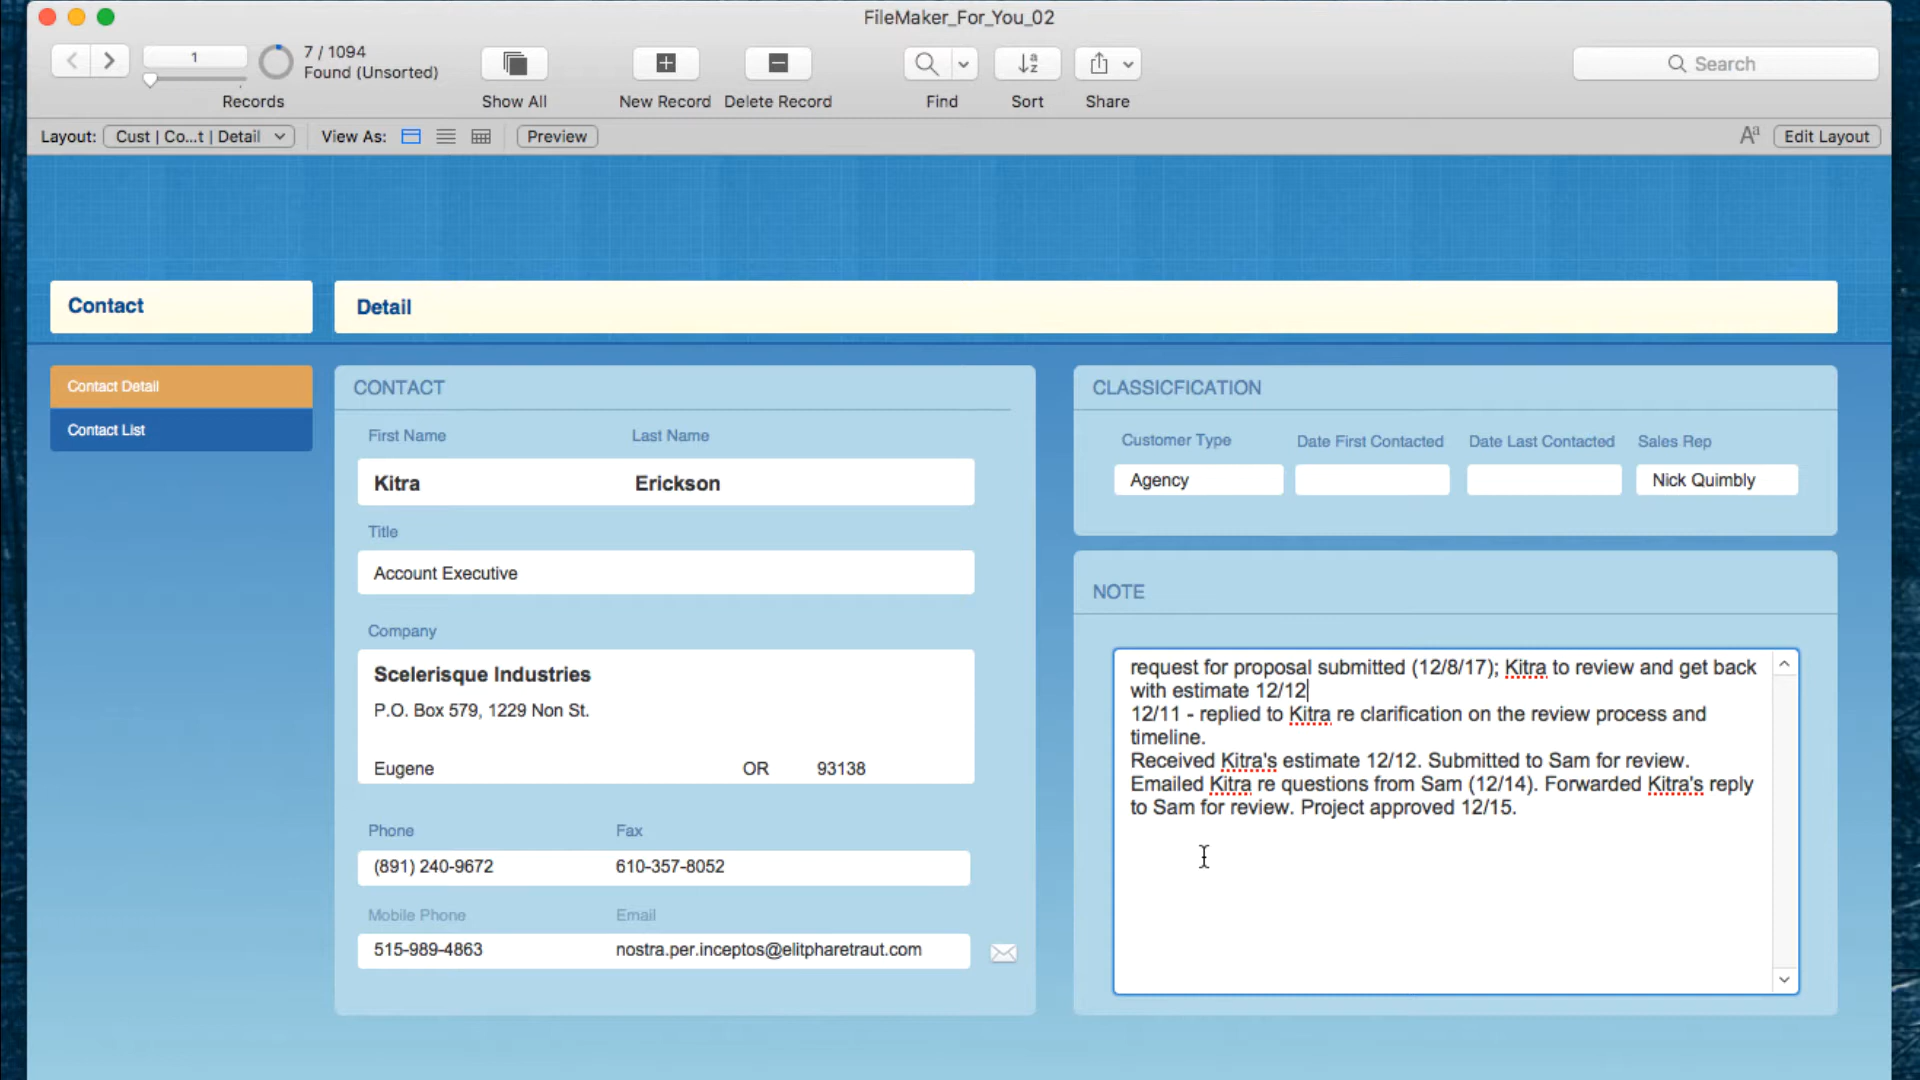 FileMaker_For_You_02
1
7 / 1094
Found (Unsorted)
Records
Show All
New Record
Delete Record
Find
Sort
Share
Search
Layout:
Cust | Co...t | Detail
View As:
Preview
Aa
Edit Layout
Contact
Detail
Contact Detail
Contact List
CONTACT
First Name
Last Name
Kitra
Erickson
Title
Account Executive
Company
Scelerisque Industries
P.O. Box 579, 1229 Non St.
Eugene
OR
93138
Phone
Fax
(891) 240-9672
610-357-8052
Mobile Phone
Email
515-989-4863
nostra.per.inceptos@elitpharetraut.com
CLASSICFICATION
Customer Type
Date First Contacted
Date Last Contacted
Sales Rep
Agency
Nick Quimbly
NOTE
request for proposal submitted (12/8/17); Kitra to review and get back
with estimate 12/12
12/11 - replied to Kitra re clarification on the review process and
timeline.
Received Kitra's estimate 12/12. Submitted to Sam for review.
Emailed Kitra re questions from Sam (12/14). Forwarded Kitra's reply
to Sam for review. Project approved 12/15.